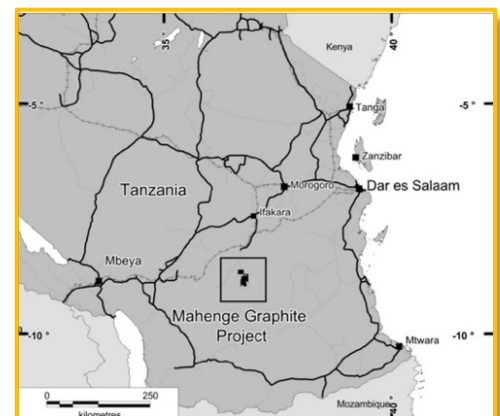 35
40
Kenya
-5°
-5°
Tanga
Zanzibar
Morogoro
Dar es Salaam
Tanzania
Ifakara
Mbeya
Mahenge Graphite
Project
-10°
-10°
Mtwara
0
250
kilometres
Mozambique
40°